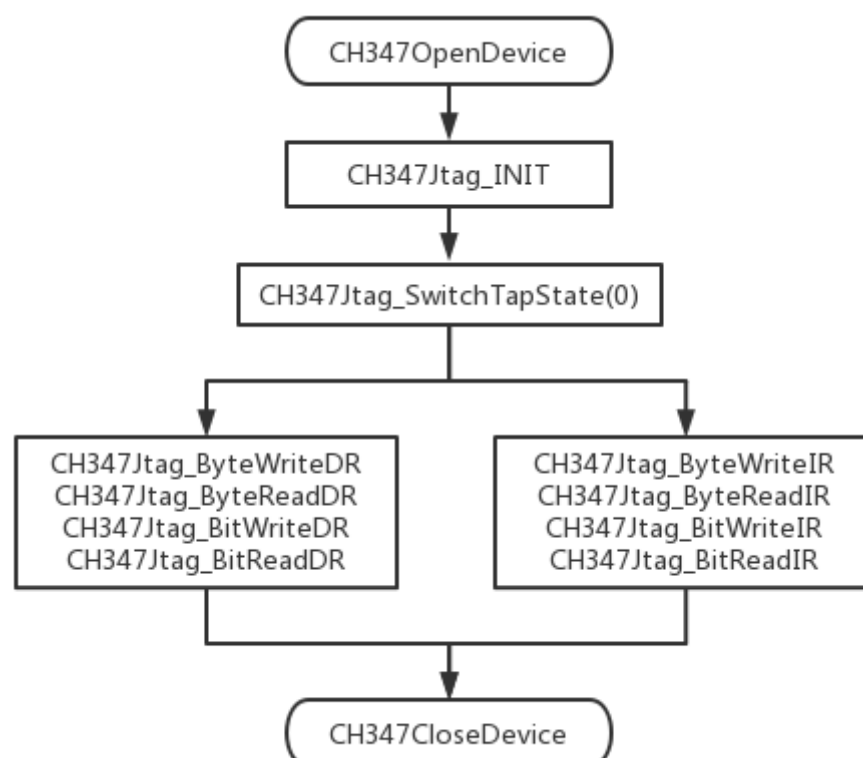 CH347OpenDevice
CH347Jtag_INIT
CH347Jtag_SwitchTapState(0)
CH347Jtag_ByteWriteDR
CH347Jtag_ByteReadDR
CH347Jtag_BitWriteDR
CH347Jtag_BitReadDR
CH347Jtag_ByteWriteIR
CH347Jtag_ByteReadIR
CH347Jtag_BitWriteIR
CH347Jtag_BitReadIR
CH347CloseDevice